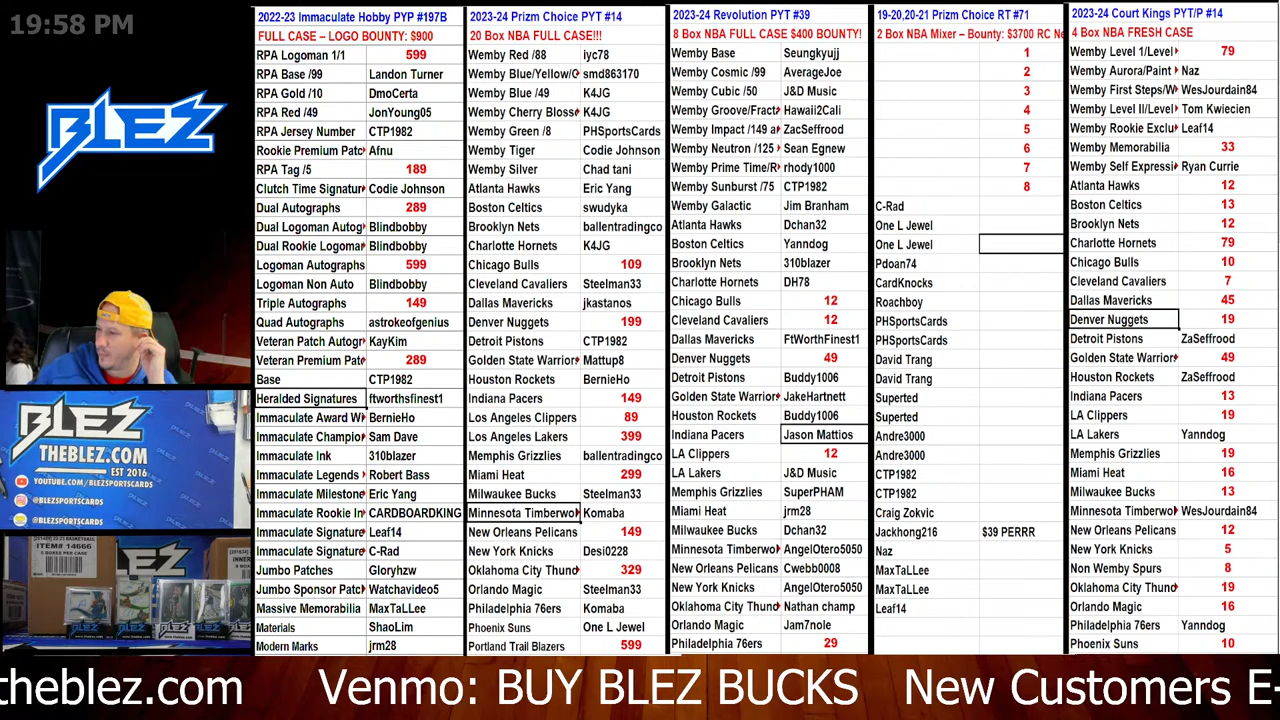 19:58 PM
BLEZ
BLEZ
THEBLEZ.COM
EST 2016
YOUTUBE.COM/BLEZSPORTSCARDS
@BLEZSPORTSCARDS
@BLEZSPORTSCARDS
ITEM# 14666
BLEZ
2022-23 Immaculate Hobby PYP #197B
FULL CASE – LOGO BOUNTY: $900
RPA Logoman 1/1 599
RPA Base /99 Landon Turner
RPA Gold /10 DmoCerta
RPA Red /49 JonYoung05
RPA Jersey Number CTP1982
Rookie Premium Patc Afnu
RPA Tag /5 189
Clutch Time Signatur Codie Johnson
Dual Autographs 289
Dual Logoman Autog Blindbobby
Dual Rookie Logomar Blindbobby
Logoman Autographs 599
Logoman Non Auto Blindbobby
Triple Autographs 149
Quad Autographs astrokeofgenius
Veteran Patch Autogr KayKim
Veteran Premium Pat 289
Base CTP1982
Heralded Signatures ftworthsfinest1
Immaculate Award W BernieHo
Immaculate Champio Sam Dave
Immaculate Ink 310blazer
Immaculate Legends Robert Bass
Immaculate Mileston Eric Yang
Immaculate Rookie In CARDBOARDKING
Immaculate Signature Leaf14
Immaculate Signature C-Rad
Jumbo Patches Gloryhzw
Jumbo Sponsor Patc Watchavideo5
Massive Memorabilia MaxTaLLee
Materials ShaoLim
Modern Marks jrm28
2023-24 Prizm Choice PYT #14
20 Box NBA FULL CASE!!!
Wemby Red /88 iyc78
Wemby Blue/Yellow/G smd863170
Wemby Blue /49 K4JG
Wemby Cherry Bloss K4JG
Wemby Green /8 PHSportsCards
Wemby Tiger Codie Johnson
Wemby Silver Chad tani
Atlanta Hawks Eric Yang
Boston Celtics swudyka
Brooklyn Nets ballentradingco
Charlotte Hornets K4JG
Chicago Bulls 109
Cleveland Cavaliers Steelman33
Dallas Mavericks jkastanos
Denver Nuggets 199
Detroit Pistons CTP1982
Golden State Warrior Mattup8
Houston Rockets BernieHo
Indiana Pacers 149
Los Angeles Clippers 89
Los Angeles Lakers 399
Memphis Grizzlies ballentradingco
Miami Heat 299
Milwaukee Bucks Steelman33
Minnesota Timberwo Komaba
New Orleans Pelicans 149
New York Knicks Desi0228
Oklahoma City Thund 329
Orlando Magic Steelman33
Philadelphia 76ers Komaba
Phoenix Suns One L Jewel
Portland Trail Blazers 599
2023-24 Revolution PYT #39
8 Box NBA FULL CASE $400 BOUNTY!
Wemby Base Seungkyujj
Wemby Cosmic /99 AverageJoe
Wemby Cubic /50 J&D Music
Wemby Groove/Fract Hawaii2Cali
Wemby Impact /149 a ZacSeffrood
Wemby Neutron /125 Sean Egnew
Wemby Prime Time/R rhody1000
Wemby Sunburst /75 CTP1982
Wemby Galactic Jim Branham
Atlanta Hawks Dchan32
Boston Celtics Yanndog
Brooklyn Nets 310blazer
Charlotte Hornets DH78
Chicago Bulls 12
Cleveland Cavaliers 12
Dallas Mavericks FtWorthFinest1
Denver Nuggets 49
Detroit Pistons Buddy1006
Golden State Warrior JakeHartnett
Houston Rockets Buddy1006
Indiana Pacers Jason Mattios
LA Clippers 12
LA Lakers J&D Music
Memphis Grizzlies SuperPHAM
Miami Heat jrm28
Milwaukee Bucks Dchan32
Minnesota Timberwo AngelOtero5050
New Orleans Pelicans Cwebb0008
New York Knicks AngelOtero5050
Oklahoma City Thund Nathan champ
Orlando Magic Jam7nole
Philadelphia 76ers 29
19-20,20-21 Prizm Choice RT #71
2 Box NBA Mixer – Bounty: $3700 RC Ne
1
2
3
4
5
6
7
8
C-Rad
One L Jewel
One L Jewel
Pdoan74
CardKnocks
Roachboy
PHSportsCards
PHSportsCards
David Trang
David Trang
Superted
Superted
Andre3000
Andre3000
CTP1982
CTP1982
Craig Zokvic
Jackhong216 $39 PERRR
Naz
MaxTaLLee
MaxTaLLee
Leaf14
2023-24 Court Kings PYT/P #14
4 Box NBA FRESH CASE
Wemby Level 1/Level 79
Wemby Aurora/Paint Naz
Wemby First Steps/W WesJourdain84
Wemby Level II/Level Tom Kwiecien
Wemby Rookie Exclu Leaf14
Wemby Memorabilia 33
Wemby Self Expressi Ryan Currie
Atlanta Hawks 12
Boston Celtics 13
Brooklyn Nets 12
Charlotte Hornets 79
Chicago Bulls 10
Cleveland Cavaliers 7
Dallas Mavericks 45
Denver Nuggets 19
Detroit Pistons ZaSeffrood
Golden State Warrior 49
Houston Rockets ZaSeffrood
Indiana Pacers 13
LA Clippers 19
LA Lakers Yanndog
Memphis Grizzlies 19
Miami Heat 16
Milwaukee Bucks 13
Minnesota Timberwo WesJourdain84
New Orleans Pelicans 12
New York Knicks 5
Non Wemby Spurs 8
Oklahoma City Thund 19
Orlando Magic 16
Philadelphia 76ers Yanndog
Phoenix Suns 10
theblez.com Venmo: BUY BLEZ BUCKS New Customers E-